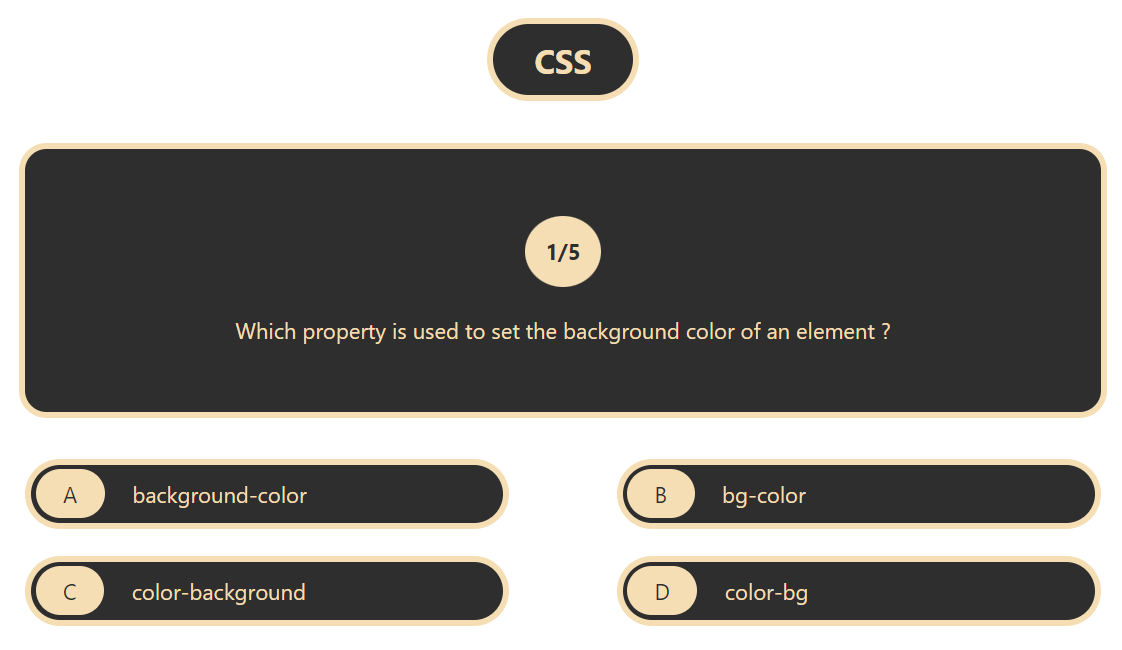 CSS
1/5
Which property is used to set the background color of an element ?
A background-color
B bg-color
C color-background
D color-bg